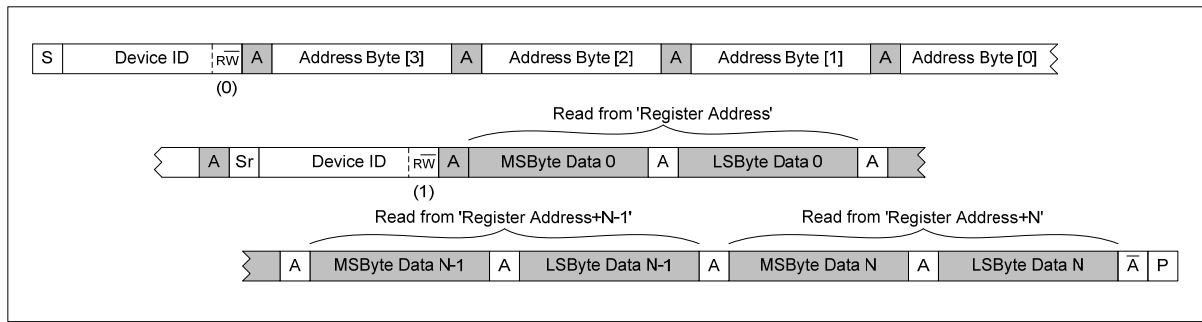 S Device ID RW̅ A Address Byte [3] A Address Byte [2] A Address Byte [1] A Address Byte [0]
(0)
Read from 'Register Address'
A Sr Device ID RW̅ A MSByte Data 0 A LSByte Data 0 A
(1)
Read from 'Register Address+N-1' Read from 'Register Address+N'
A MSByte Data N-1 A LSByte Data N-1 A MSByte Data N A LSByte Data N A̅ P